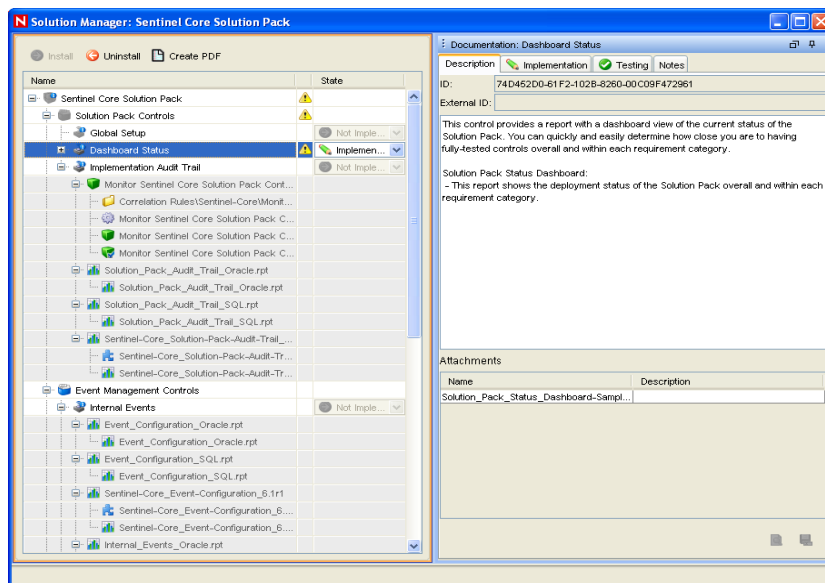 Solution Manager: Sentinel Core Solution Pack
Install Uninstall Create PDF
Name State
Sentinel Core Solution Pack
Solution Pack Controls
Global Setup Not Imple...
Dashboard Status Implemen...
Implementation Audit Trail Not Imple...
Monitor Sentinel Core Solution Pack Cont...
Correlation Rules\Sentinel-Core\Monit...
Monitor Sentinel Core Solution Pack C...
Monitor Sentinel Core Solution Pack C...
Monitor Sentinel Core Solution Pack C...
Solution_Pack_Audit_Trail_Oracle.rpt
Solution_Pack_Audit_Trail_Oracle.rpt
Solution_Pack_Audit_Trail_SQL.rpt
Solution_Pack_Audit_Trail_SQL.rpt
Sentinel-Core_Solution-Pack-Audit-Trail_...
Sentinel-Core_Solution-Pack-Audit-Tr...
Sentinel-Core_Solution-Pack-Audit-Tr...
Event Management Controls
Internal Events Not Imple...
Event_Configuration_Oracle.rpt
Event_Configuration_Oracle.rpt
Event_Configuration_SQL.rpt
Event_Configuration_SQL.rpt
Sentinel-Core_Event-Configuration_6.1r1
Sentinel-Core_Event-Configuration_6....
Sentinel-Core_Event-Configuration_6....
Internal_Events_Oracle.rpt
Documentation: Dashboard Status
Description Implementation Testing Notes
ID: 74D452D0-61F2-102B-8260-00C09F472961
External ID:
This control provides a report with a dashboard view of the current status of the
Solution Pack. You can quickly and easily determine how close you are to having
fully-tested controls overall and within each requirement category.
Solution Pack Status Dashboard:
- This report shows the deployment status of the Solution Pack overall and within each
requirement category.
Attachments
Name Description
Solution_Pack_Status_Dashboard-Sampl...